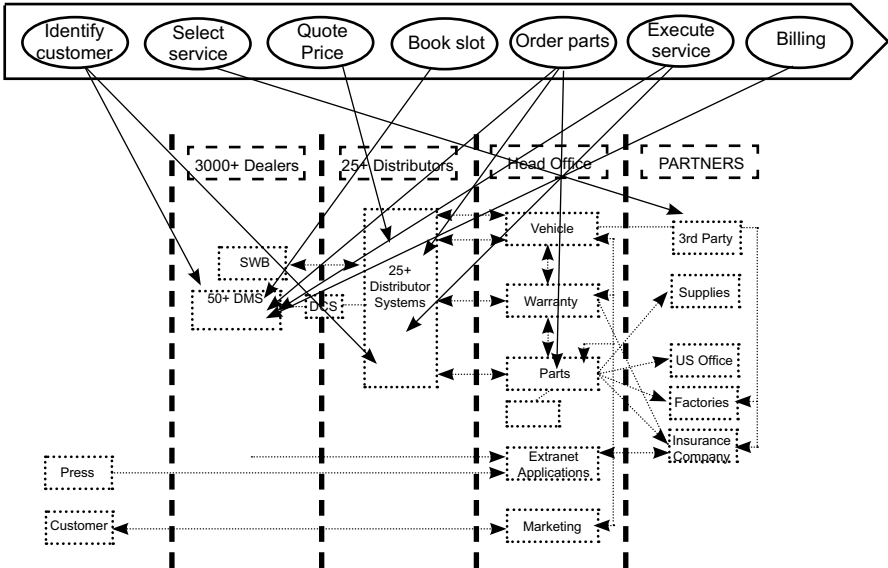 Identify
customer
Select
service
Quote
Price
Book slot
Order parts
Execute
service
Billing
3000+ Dealers
25+ Distributors
Head Office
PARTNERS
SWB
50+ DMS
DCS
25+
Distributor
Systems
Vehicle
Warranty
Parts
Extranet
Applications
Marketing
3rd Party
Supplies
US Office
Factories
Insurance
Company
Press
Customer